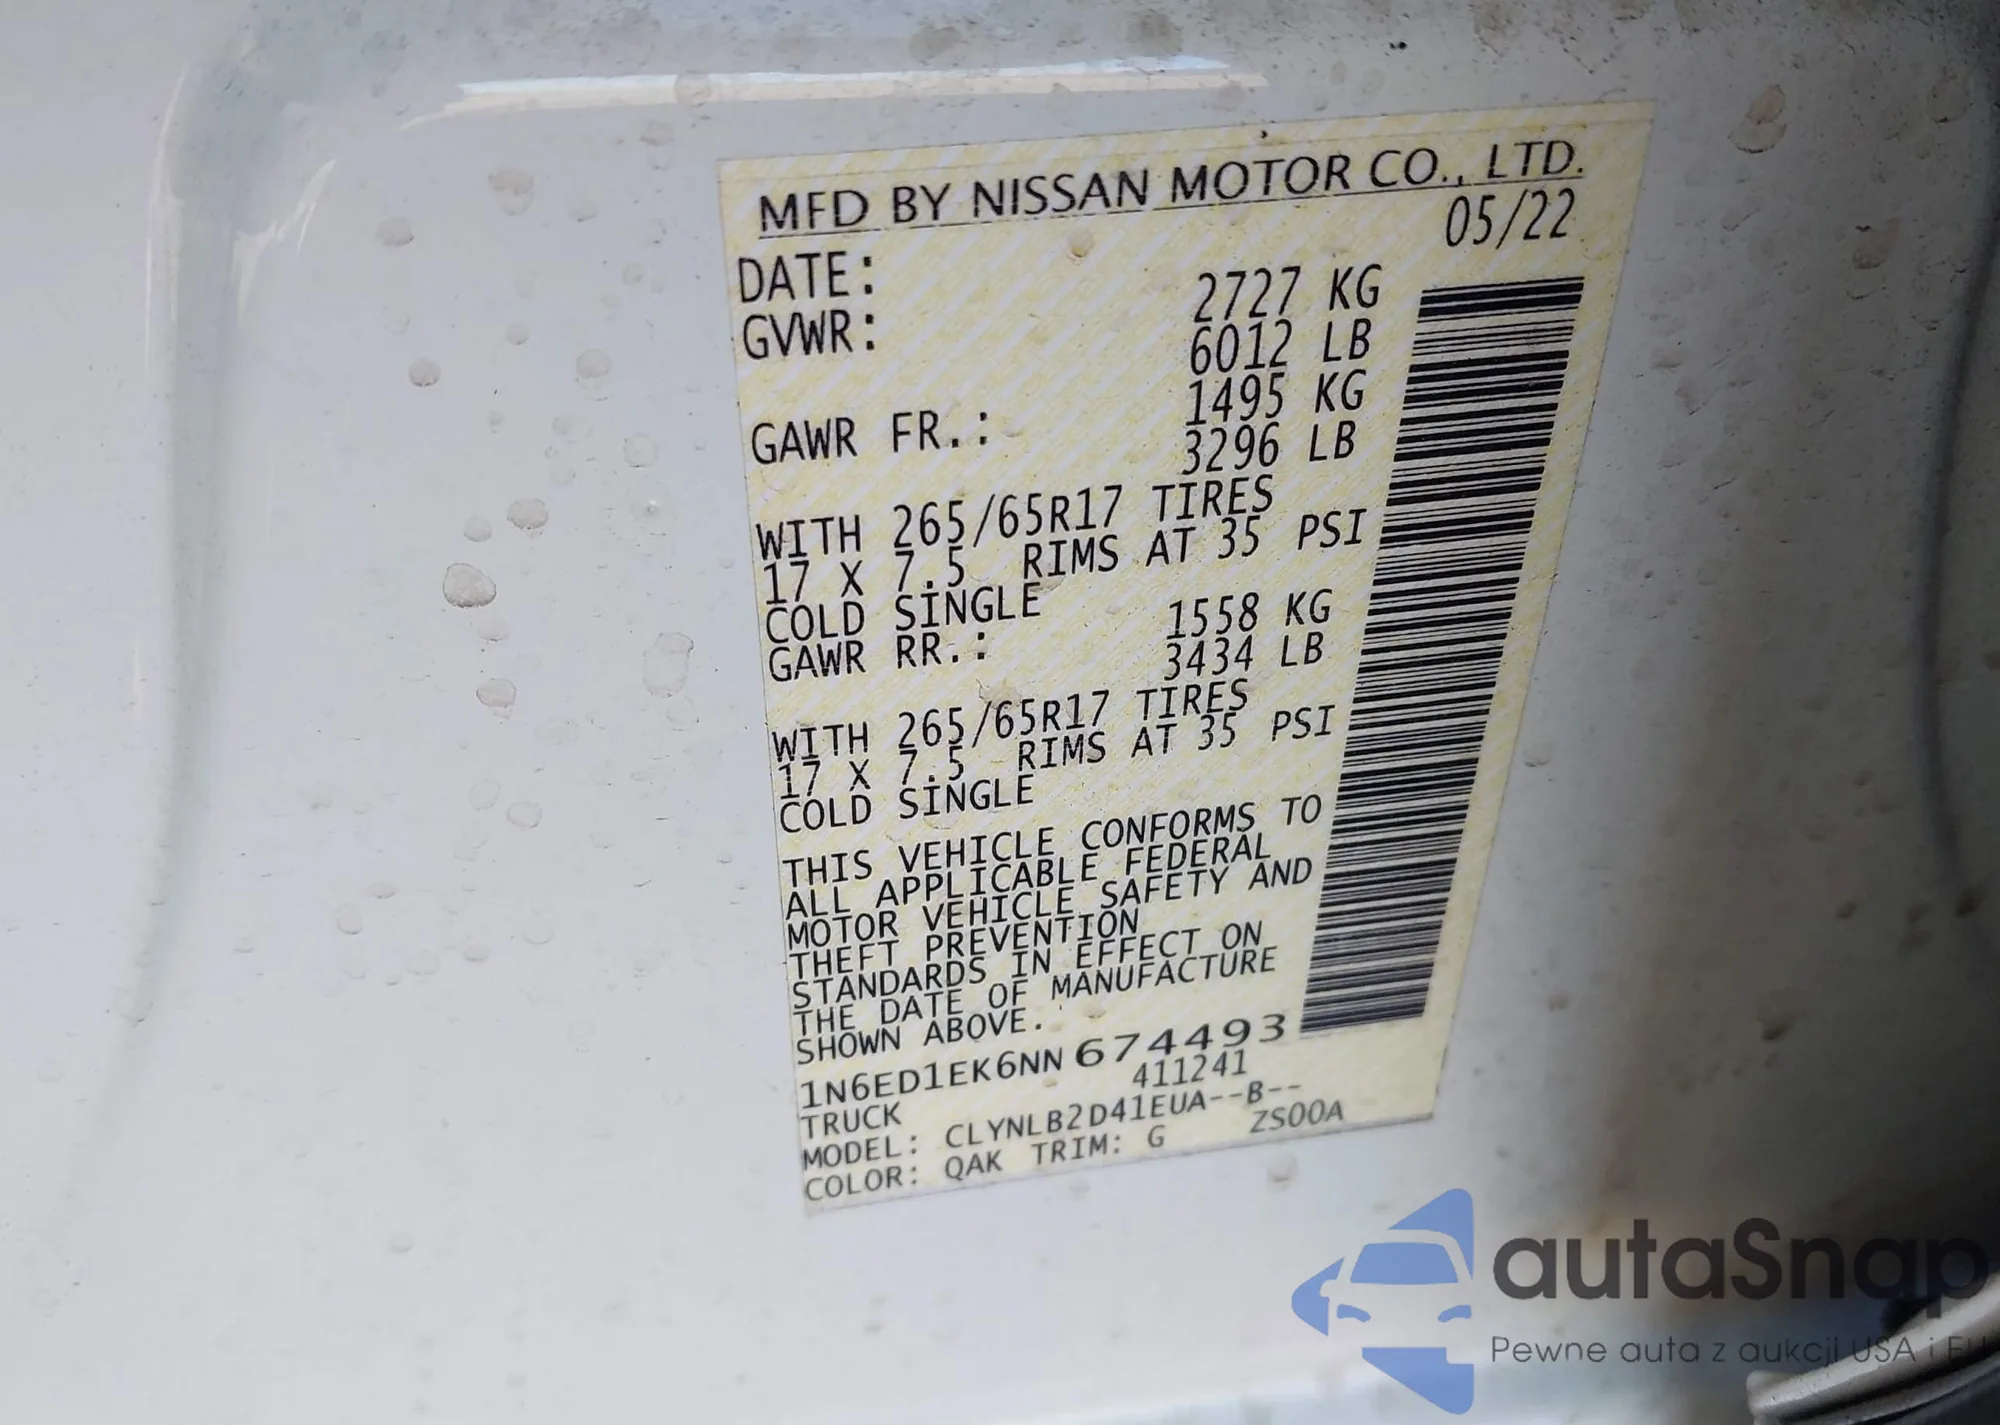 MFD BY NISSAN MOTOR CO., LTD.
DATE: 05/22
GVWR: 2727 KG
6012 LB
GAWR FR.: 1495 KG
3296 LB
WITH 265/65R17 TIRES
17 X 7.5 RIMS AT 35 PSI
COLD SINGLE
GAWR RR.: 1558 KG
3434 LB
WITH 265/65R17 TIRES
17 X 7.5 RIMS AT 35 PSI
COLD SINGLE
THIS VEHICLE CONFORMS TO
ALL APPLICABLE FEDERAL
MOTOR VEHICLE SAFETY AND
THEFT PREVENTION
STANDARDS IN EFFECT ON
THE DATE OF MANUFACTURE
SHOWN ABOVE.
1N6ED1EK6NN 674493
TRUCK 411241
MODEL: CLYNLB2D41EUA--B--
COLOR: QAK TRIM: G ZS00A
autaSnap
Pewne auta z aukcji USA i EU